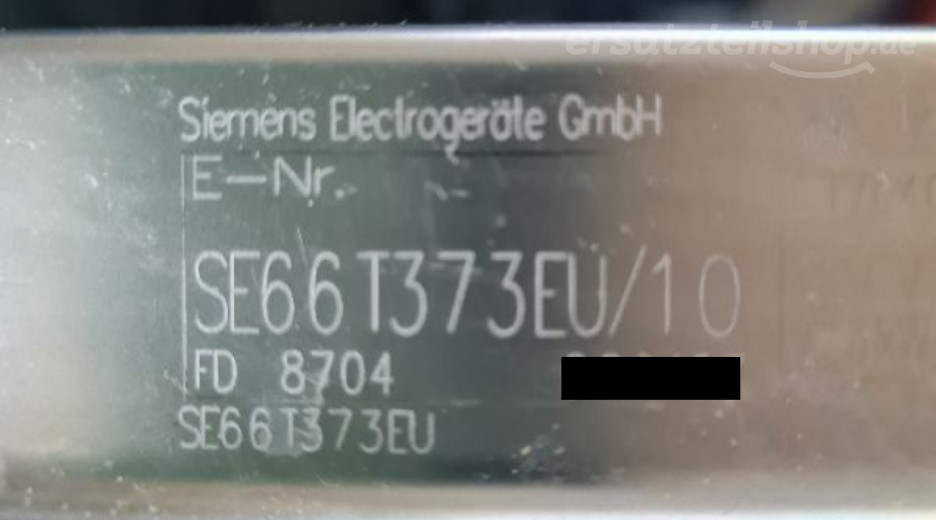 ersatzteilshop.de
Siemens Electrogeräte GmbH
E-Nr.
SE66T373EU/10
FD 8704
SE66T373EU